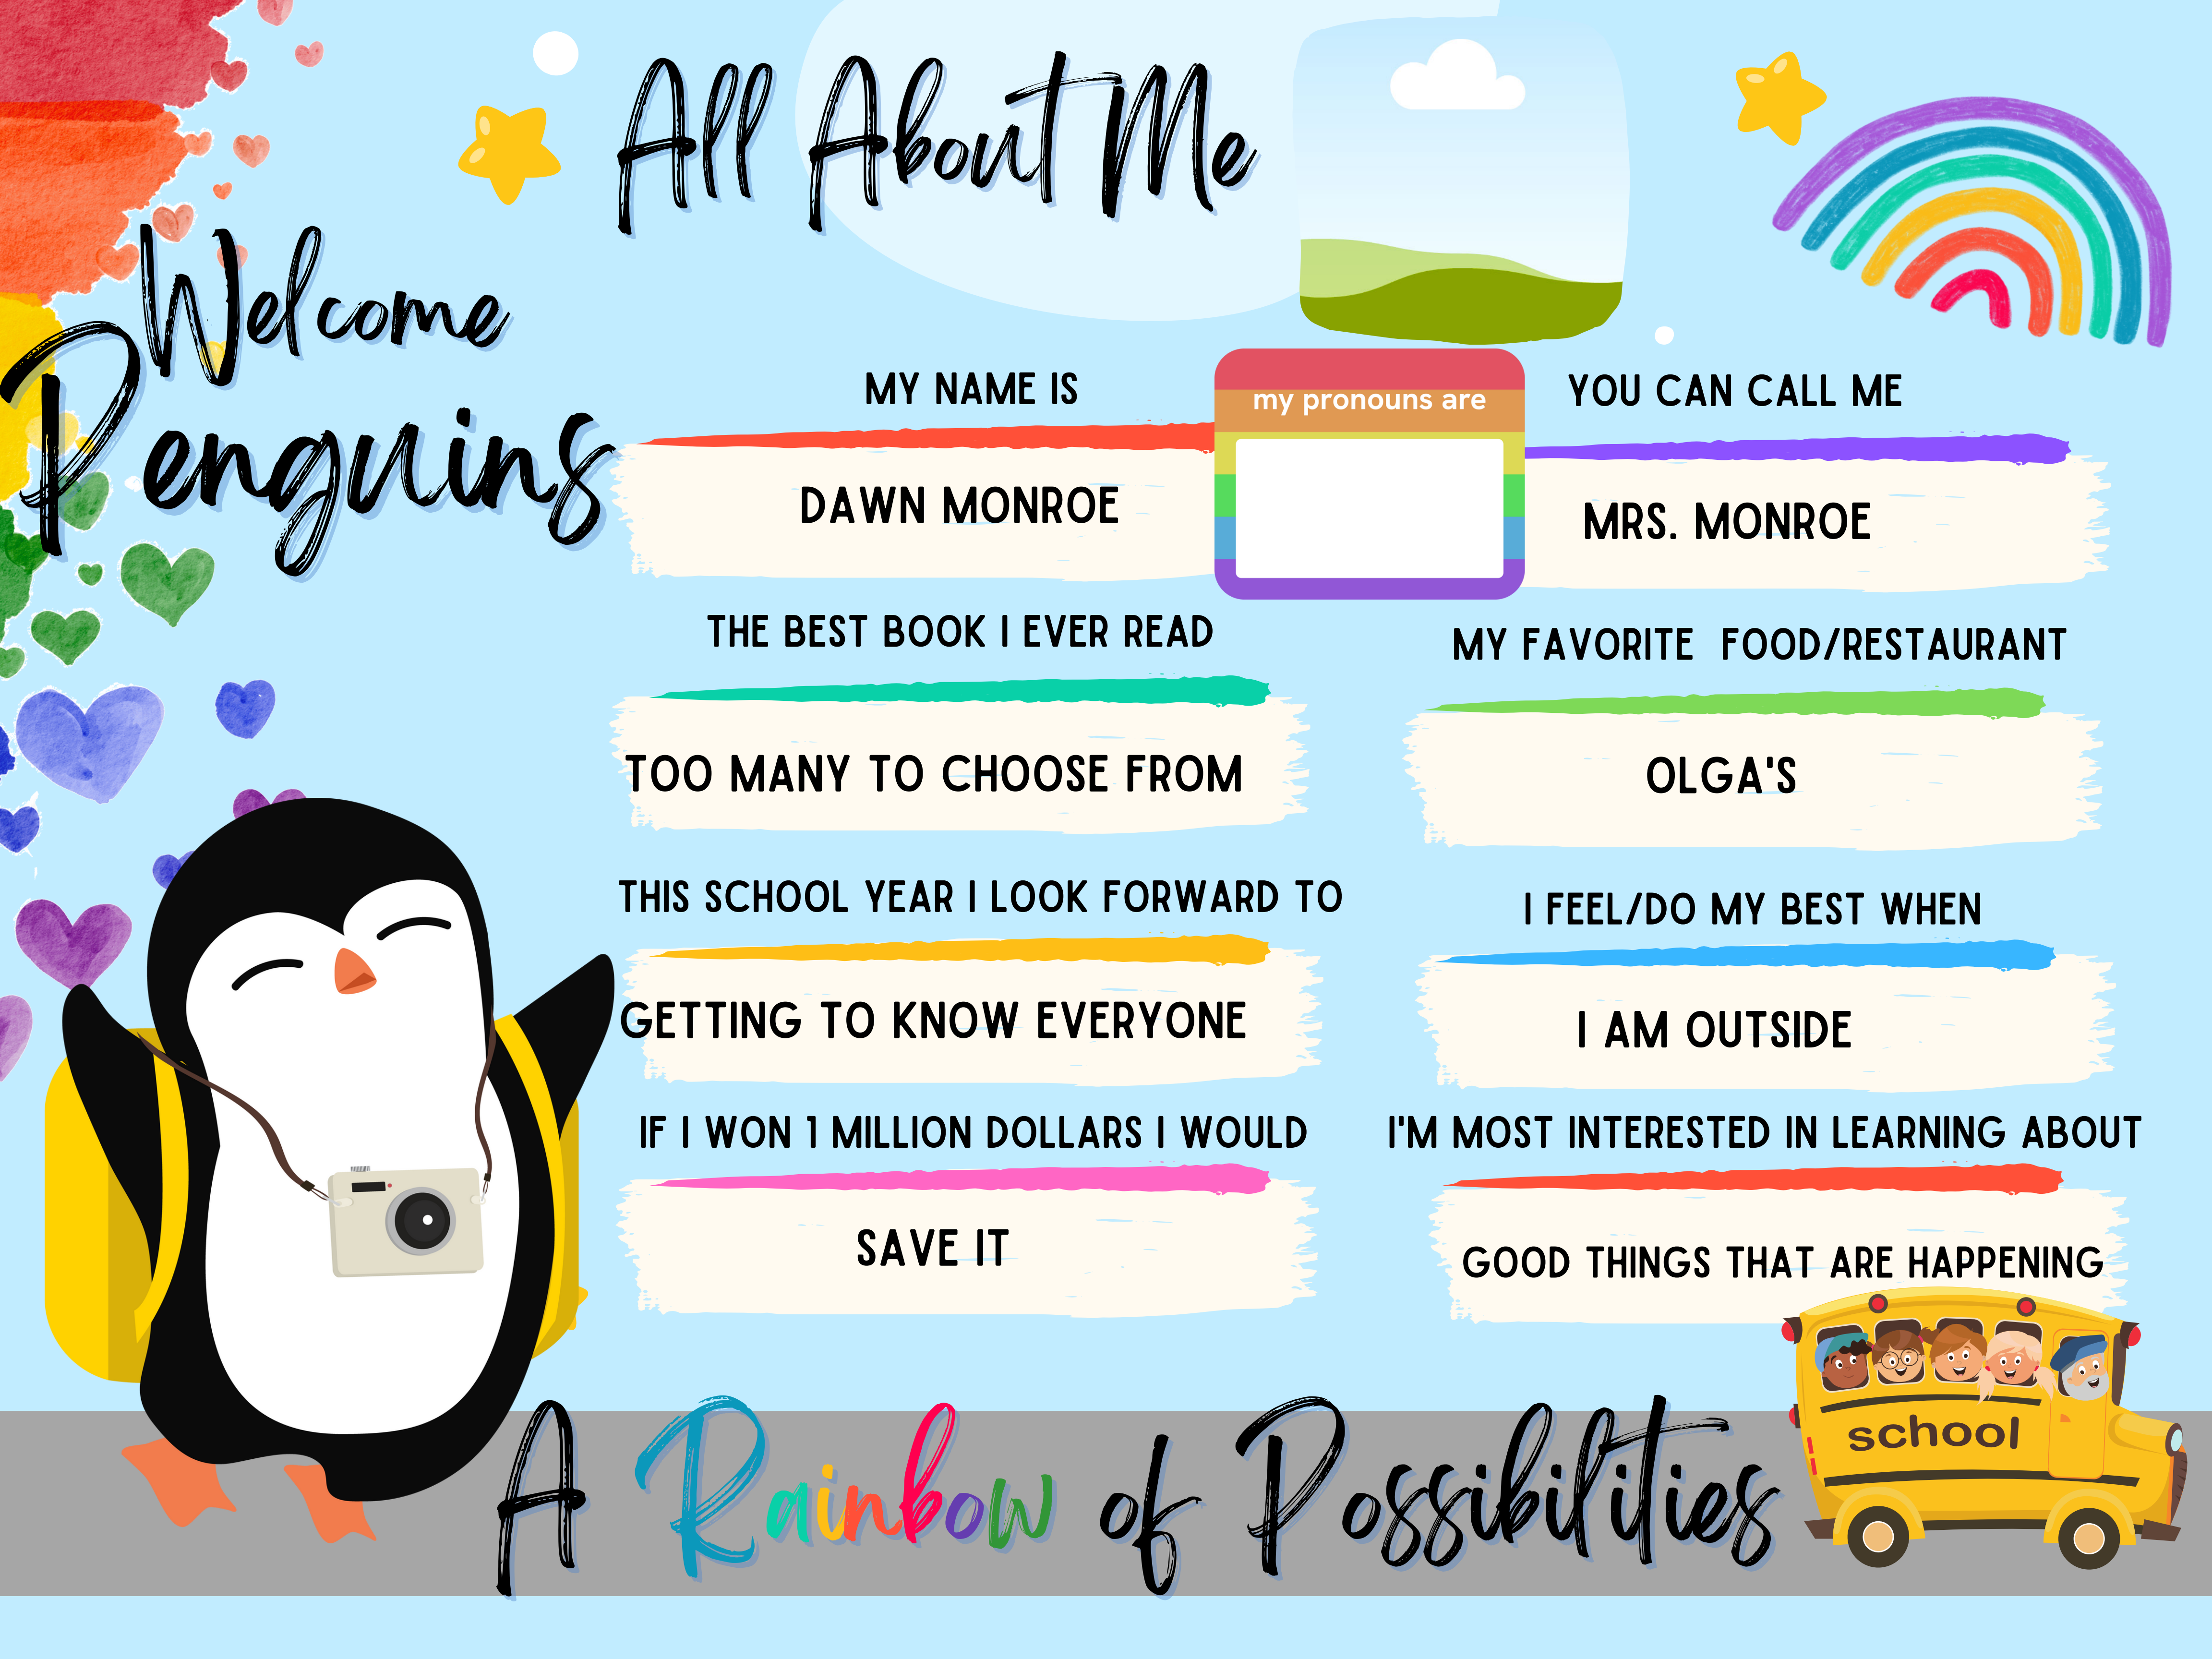 All About Me
Welcome
Penguins
MY NAME IS
DAWN MONROE
my pronouns are
YOU CAN CALL ME
MRS. MONROE
THE BEST BOOK I EVER READ
TOO MANY TO CHOOSE FROM
MY FAVORITE FOOD/RESTAURANT
OLGA'S
THIS SCHOOL YEAR I LOOK FORWARD TO
GETTING TO KNOW EVERYONE
I FEEL/DO MY BEST WHEN
I AM OUTSIDE
IF I WON 1 MILLION DOLLARS I WOULD
SAVE IT
I'M MOST INTERESTED IN LEARNING ABOUT
GOOD THINGS THAT ARE HAPPENING
school
A Rainbow of Possibilities